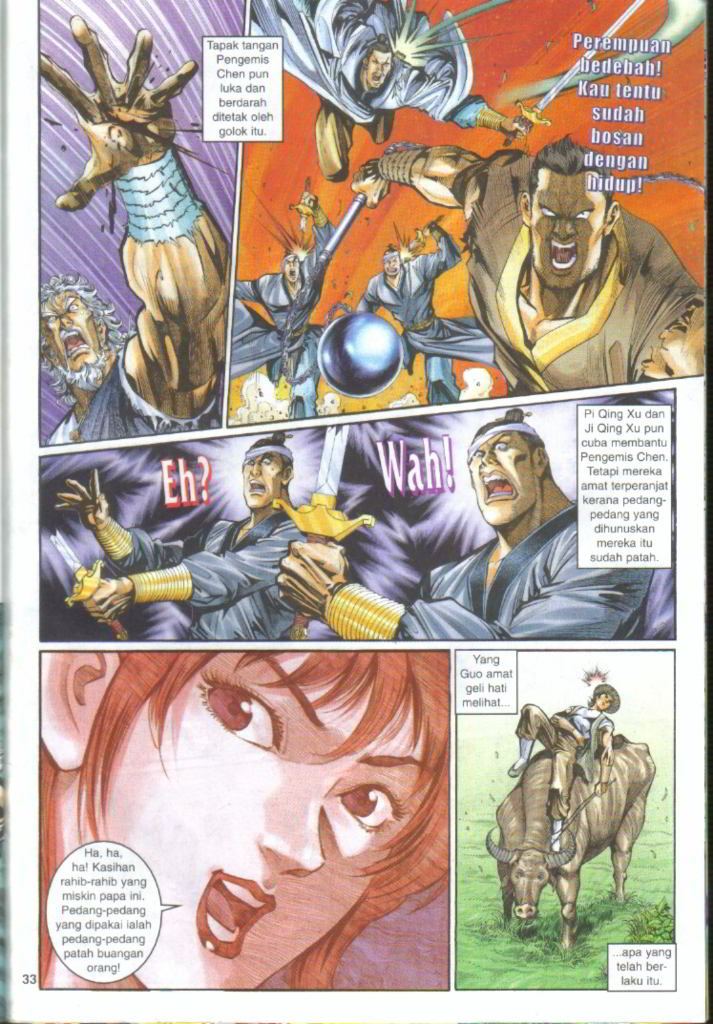 Tapak tangan
Pengemis
Chen pun
luka dan
berdarah
ditetak oleh
golok itu.
Perempuan
bedebah!
Kau tentu
sudah
bosan
dengan
hidup!
Eh?
Wah!
Pi Qing Xu dan
Ji Qing Xu pun
cuba membantu
Pengemis Chen.
Tetapi mereka
amat terperanjat
kerana pedang-
pedang yang
dihunuskan
mereka itu
sudah patah.
Ha, ha,
ha! Kasihan
rahib-rahib yang
miskin papa ini.
Pedang-pedang
yang dipakai ialah
pedang-pedang
patah buangan
orang!
Yang
Guo amat
geli hati
melihat...
...apa yang
telah ber-
laku itu.
33